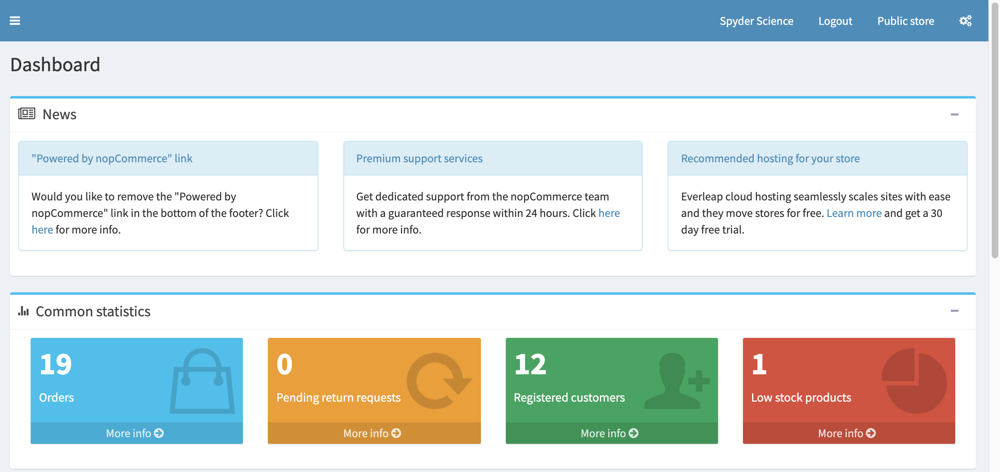 Spyder Science Logout Public store
Dashboard
News
"Powered by nopCommerce" link
Would you like to remove the "Powered by
nopCommerce" link in the bottom of the footer? Click
here for more info.
Premium support services
Get dedicated support from the nopCommerce team
with a guaranteed response within 24 hours. Click here
for more info.
Recommended hosting for your store
Everleap cloud hosting seamlessly scales sites with ease
and they move stores for free. Learn more and get a 30
day free trial.
Common statistics
19
Orders
More info
0
Pending return requests
More info
12
Registered customers
More info
1
Low stock products
More info